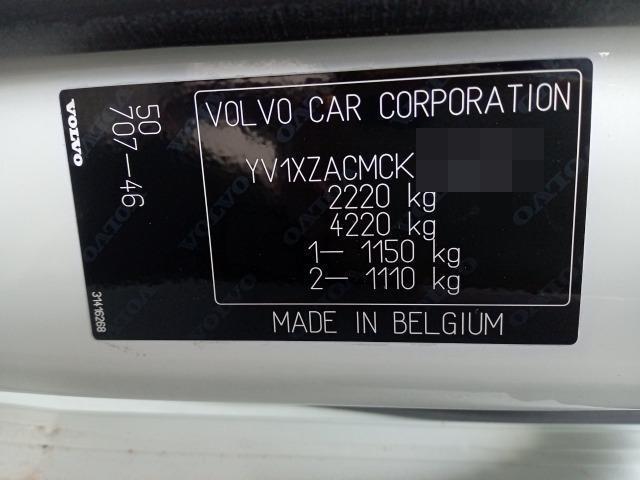 VOLVO
50
707-46
31416268
VOLVO CAR CORPORATION
YV1XZACMCK
2220 kg
4220 kg
1- 1150 kg
2- 1110 kg
MADE IN BELGIUM